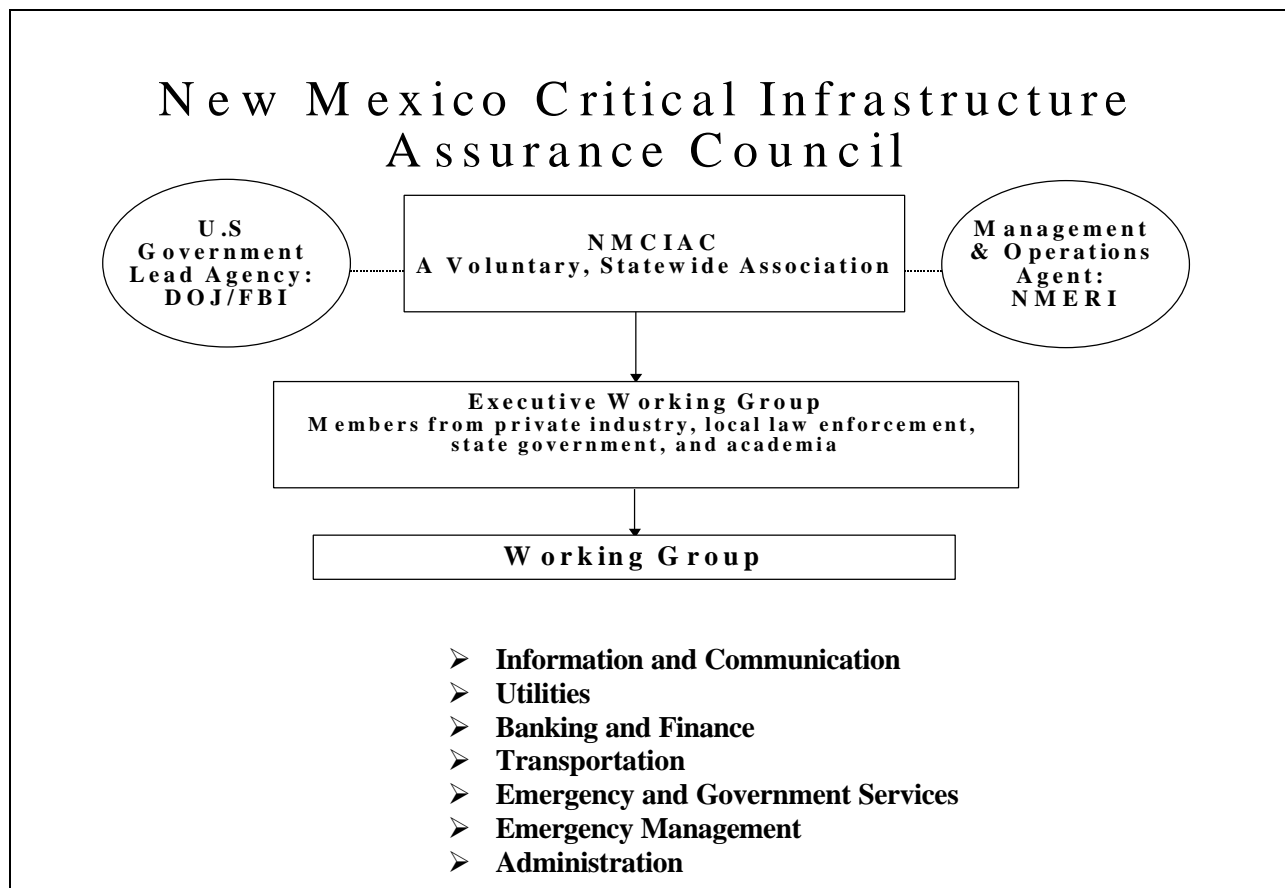 New Mexico Critical Infrastructure
Assurance Council
U.S
Government
Lead Agency:
DOJ/FBI
NMCIAC
A Voluntary, Statewide Association
Management
& Operations
Agent:
NMERI
Executive Working Group
Members from private industry, local law enforcement,
state government, and academia
Working Group
➢ Information and Communication
➢ Utilities
➢ Banking and Finance
➢ Transportation
➢ Emergency and Government Services
➢ Emergency Management
➢ Administration